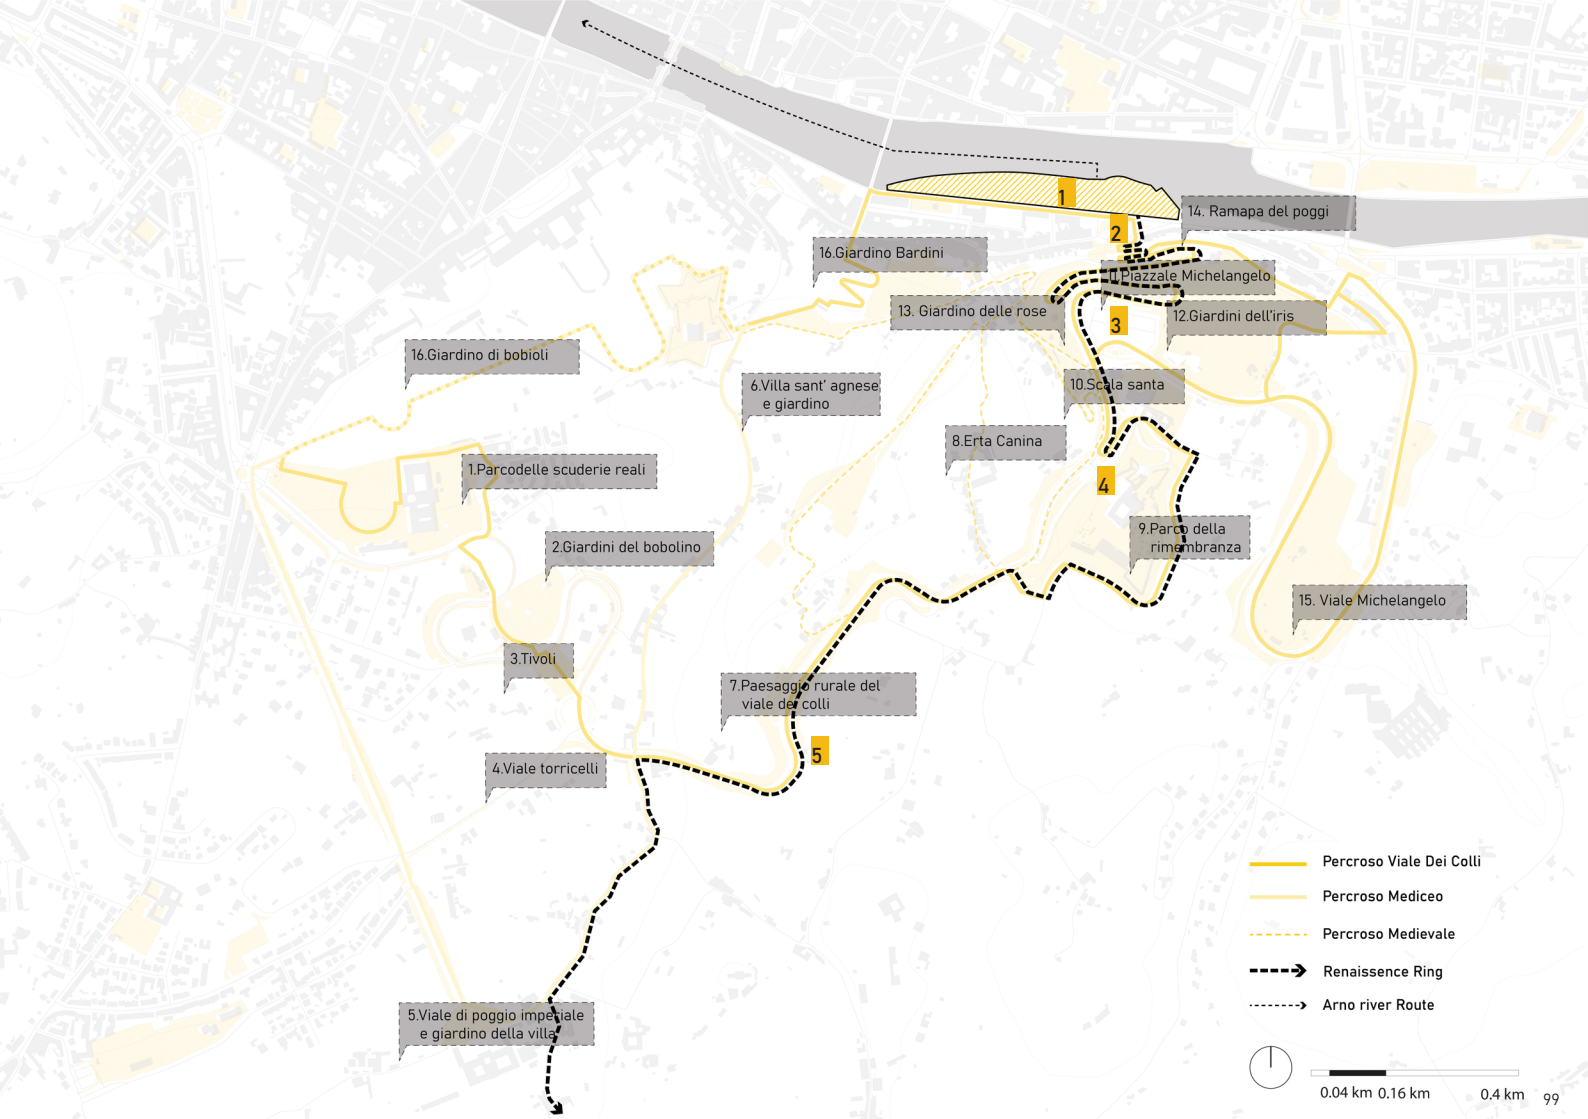 1
14. Ramapa del poggi
2
16.Giardino Bardini
Piazzale Michelangelo
13. Giardino delle rose
12.Giardini dell'iris
3
16.Giardino di bobioli
6.Villa sant' agnese
e giardino
10.Scala santa
8.Erta Canina
1.Parcodelle scuderie reali
4
9.Parco della
rimembranza
2.Giardini del bobolino
15. Viale Michelangelo
3.Tivoli
7.Paesaggio rurale del
viale dei colli
5
4.Viale torricelli
5.Viale di poggio imperiale
e giardino della villa
Percroso Viale Dei Colli
Percroso Mediceo
Percroso Medievale
Renaissence Ring
Arno river Route
0.04 km 0.16 km 0.4 km
99